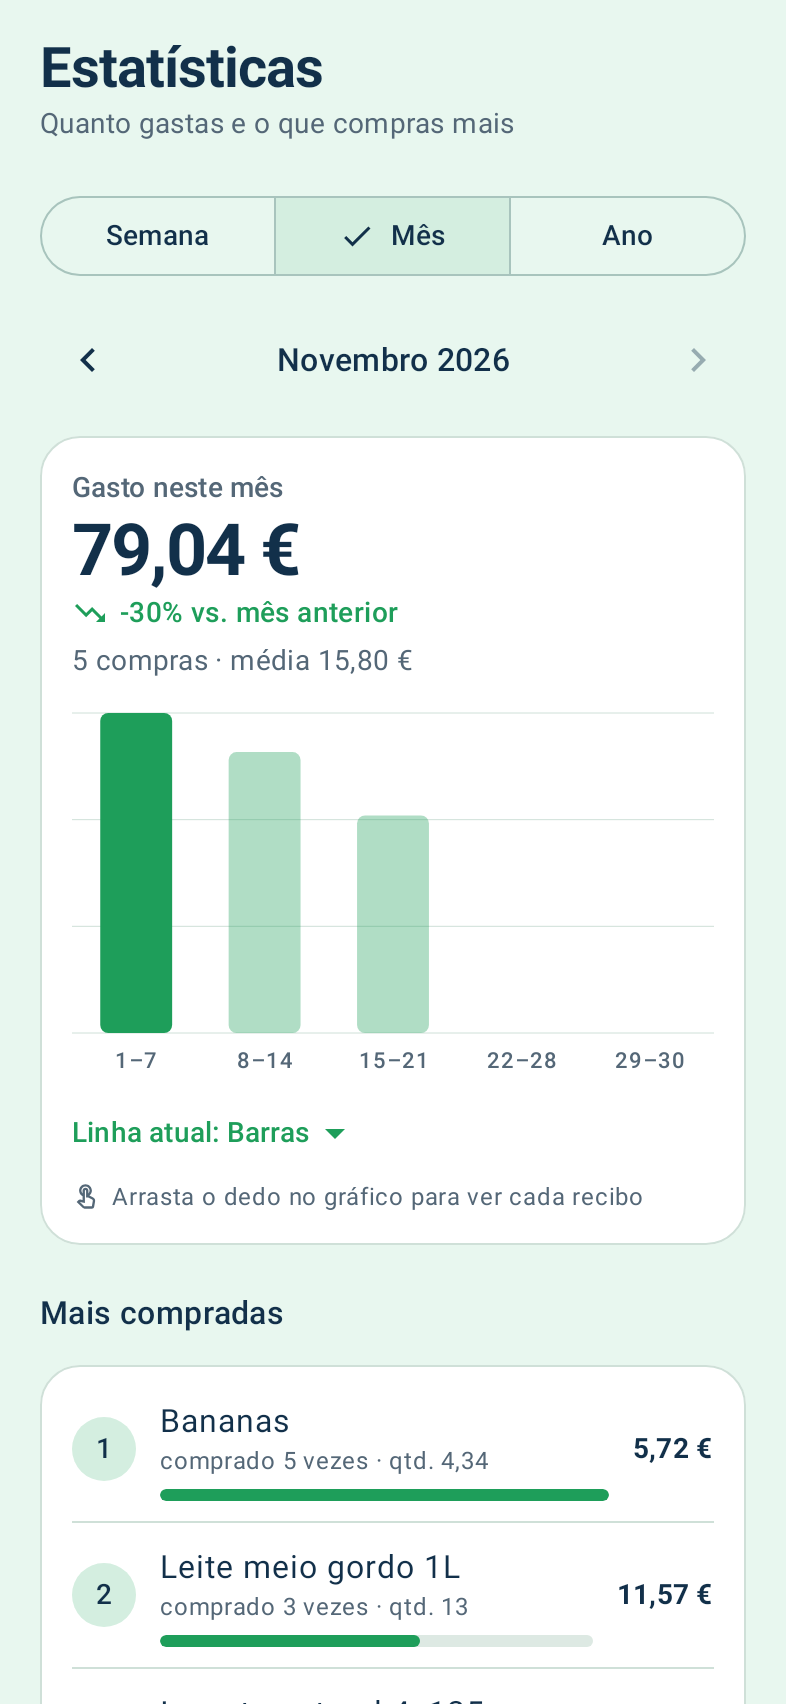 Estatísticas
Quanto gastas e o que compras mais
Semana
Mês
Ano
Novembro 2026
Gasto neste mês
79,04 €
-30% vs. mês anterior
5 compras · média 15,80 €
1–7
8–14
15–21
22–28
29–30
Linha atual: Barras
Arrasta o dedo no gráfico para ver cada recibo
Mais compradas
1
Bananas
comprado 5 vezes · qtd. 4,34
5,72 €
2
Leite meio gordo 1L
comprado 3 vezes · qtd. 13
11,57 €